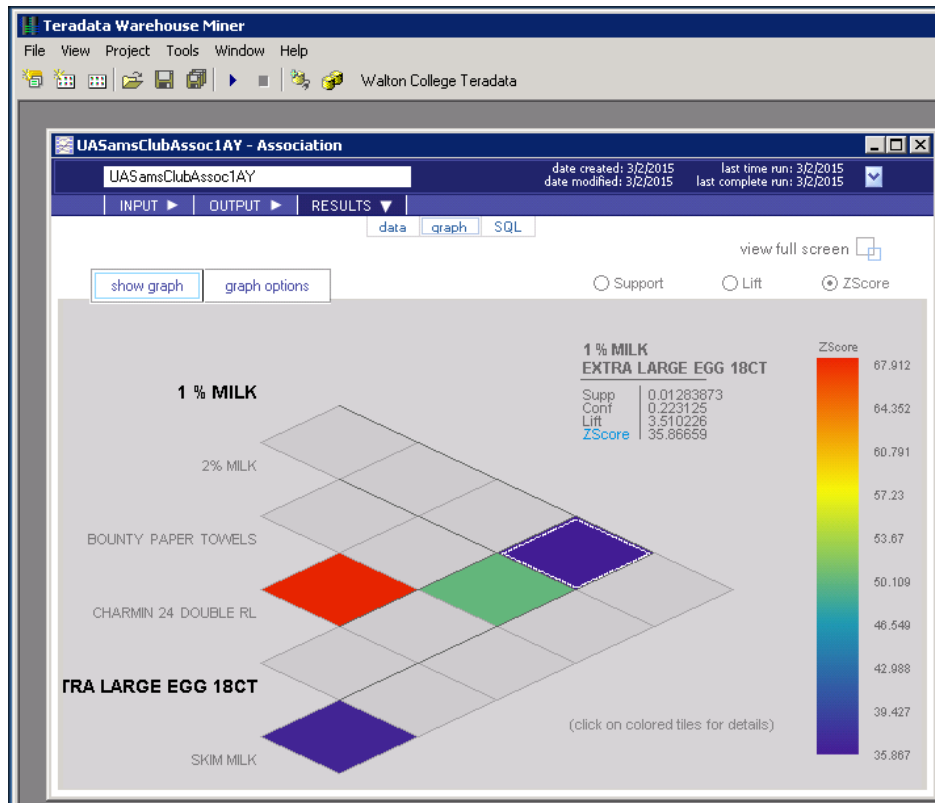 Teradata Warehouse Miner
File View Project Tools Window Help
Walton College Teradata
UASamsClubAssoc1AY - Association
UASamsClubAssoc1AY
date created: 3/2/2015 last time run: 3/2/2015
date modified: 3/2/2015 last complete run: 3/2/2015
INPUT OUTPUT RESULTS
data graph SQL
view full screen
show graph graph options
Support Lift ZScore
1 % MILK
EXTRA LARGE EGG 18CT
Supp 0.01283873
Conf 0.223125
Lift 3.510226
ZScore 35.86659
ZScore
67.912
64.352
60.791
57.23
53.67
50.109
46.549
42.988
39.427
35.867
1 % MILK
2% MILK
BOUNTY PAPER TOWELS
CHARMIN 24 DOUBLE RL
TRA LARGE EGG 18CT
SKIM MILK
(click on colored tiles for details)